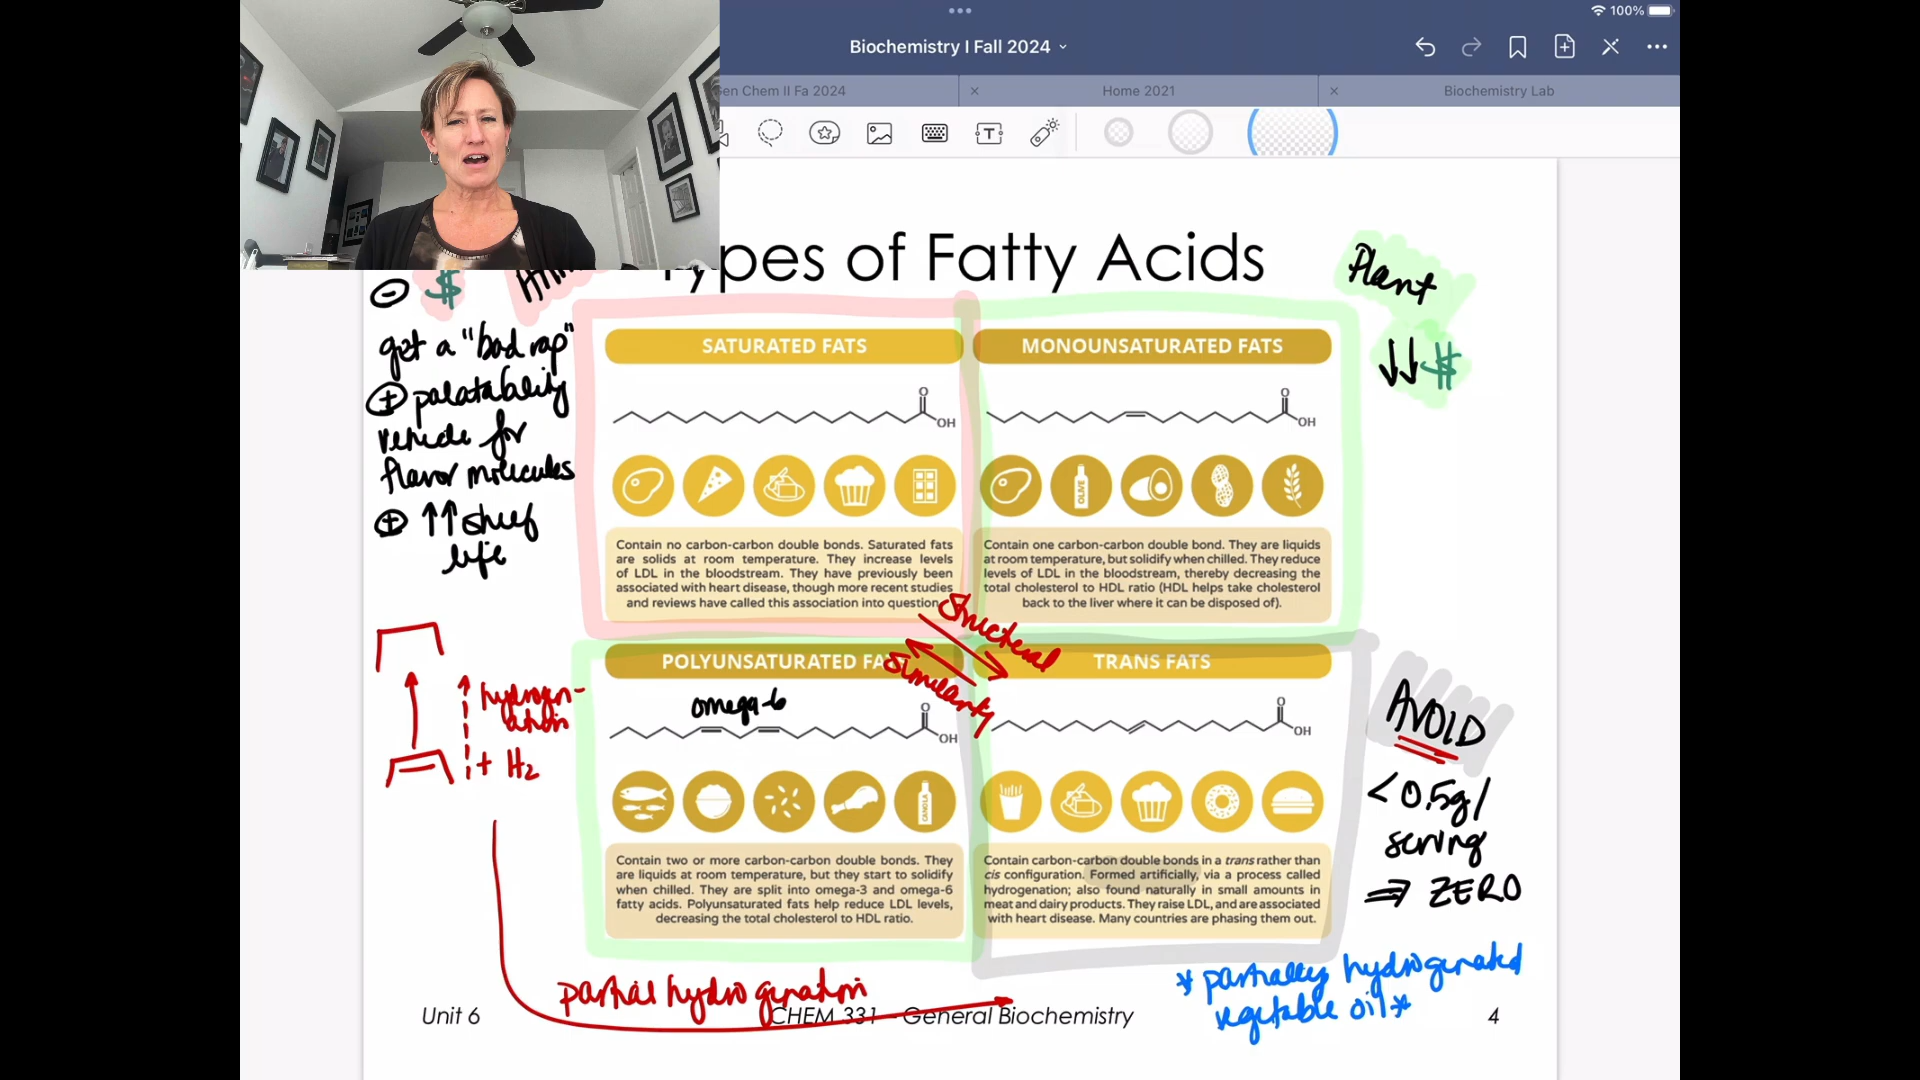 100%
Biochemistry I Fall 2024
Gen Chem II Fa 2024
Home 2021
Biochemistry Lab
T
Types of Fatty Acids
Plant
↓↓$
⊖ $
get a "bad rap"
⊕ palatability
vehicle for
flavor molecules
⊕ ↑↑ shelf
life
SATURATED FATS
O
OH
Contain no carbon-carbon double bonds. Saturated fats
are solids at room temperature. They increase levels
of LDL in the bloodstream. They have previously been
associated with heart disease, though more recent studies
and reviews have called this association into question.
MONOUNSATURATED FATS
O
OH
OLIVE
Contain one carbon-carbon double bond. They are liquids
at room temperature, but solidify when chilled. They reduce
levels of LDL in the bloodstream, thereby decreasing the
total cholesterol to HDL ratio (HDL helps take cholesterol
back to the liver where it can be disposed of).
structural
similarity
hydrogen-
ation
+ H2
POLYUNSATURATED FA
omega-6
O
OH
CANOLA
Contain two or more carbon-carbon double bonds. They
are liquids at room temperature, but they start to solidify
when chilled. They are split into omega-3 and omega-6
fatty acids. Polyunsaturated fats help reduce LDL levels,
decreasing the total cholesterol to HDL ratio.
TRANS FATS
O
OH
Contain carbon-carbon double bonds in a trans rather than
cis configuration. Formed artificially, via a process called
hydrogenation; also found naturally in small amounts in
meat and dairy products. They raise LDL, and are associated
with heart disease. Many countries are phasing them out.
AVOID
<0.5g/
serving
⇒ ZERO
partial hydrogenation
*partially hydrogenated
vegetable oil*
Unit 6
CHEM 331 – General Biochemistry
4